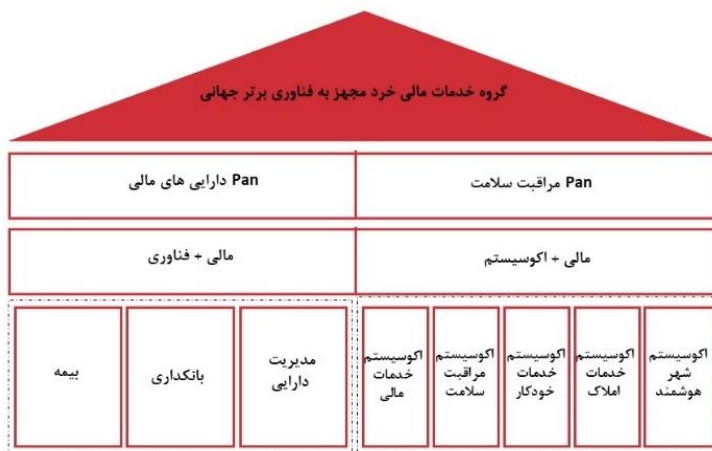 گروه خدمات مالی خرد مجهز به فناوری برتر جهانی
Pan مراقبت سلامت
Pan دارایی های مالی
مالی + اکوسیستم
مالی + فناوری
اکوسیستم
شهر
هوشمند
اکوسیستم
خدمات
املاک
اکوسیستم
خدمات
خودکار
اکوسیستم
مراقبت
سلامت
اکوسیستم
خدمات
مالی
مدیریت
دارایی
بانکداری
بیمه